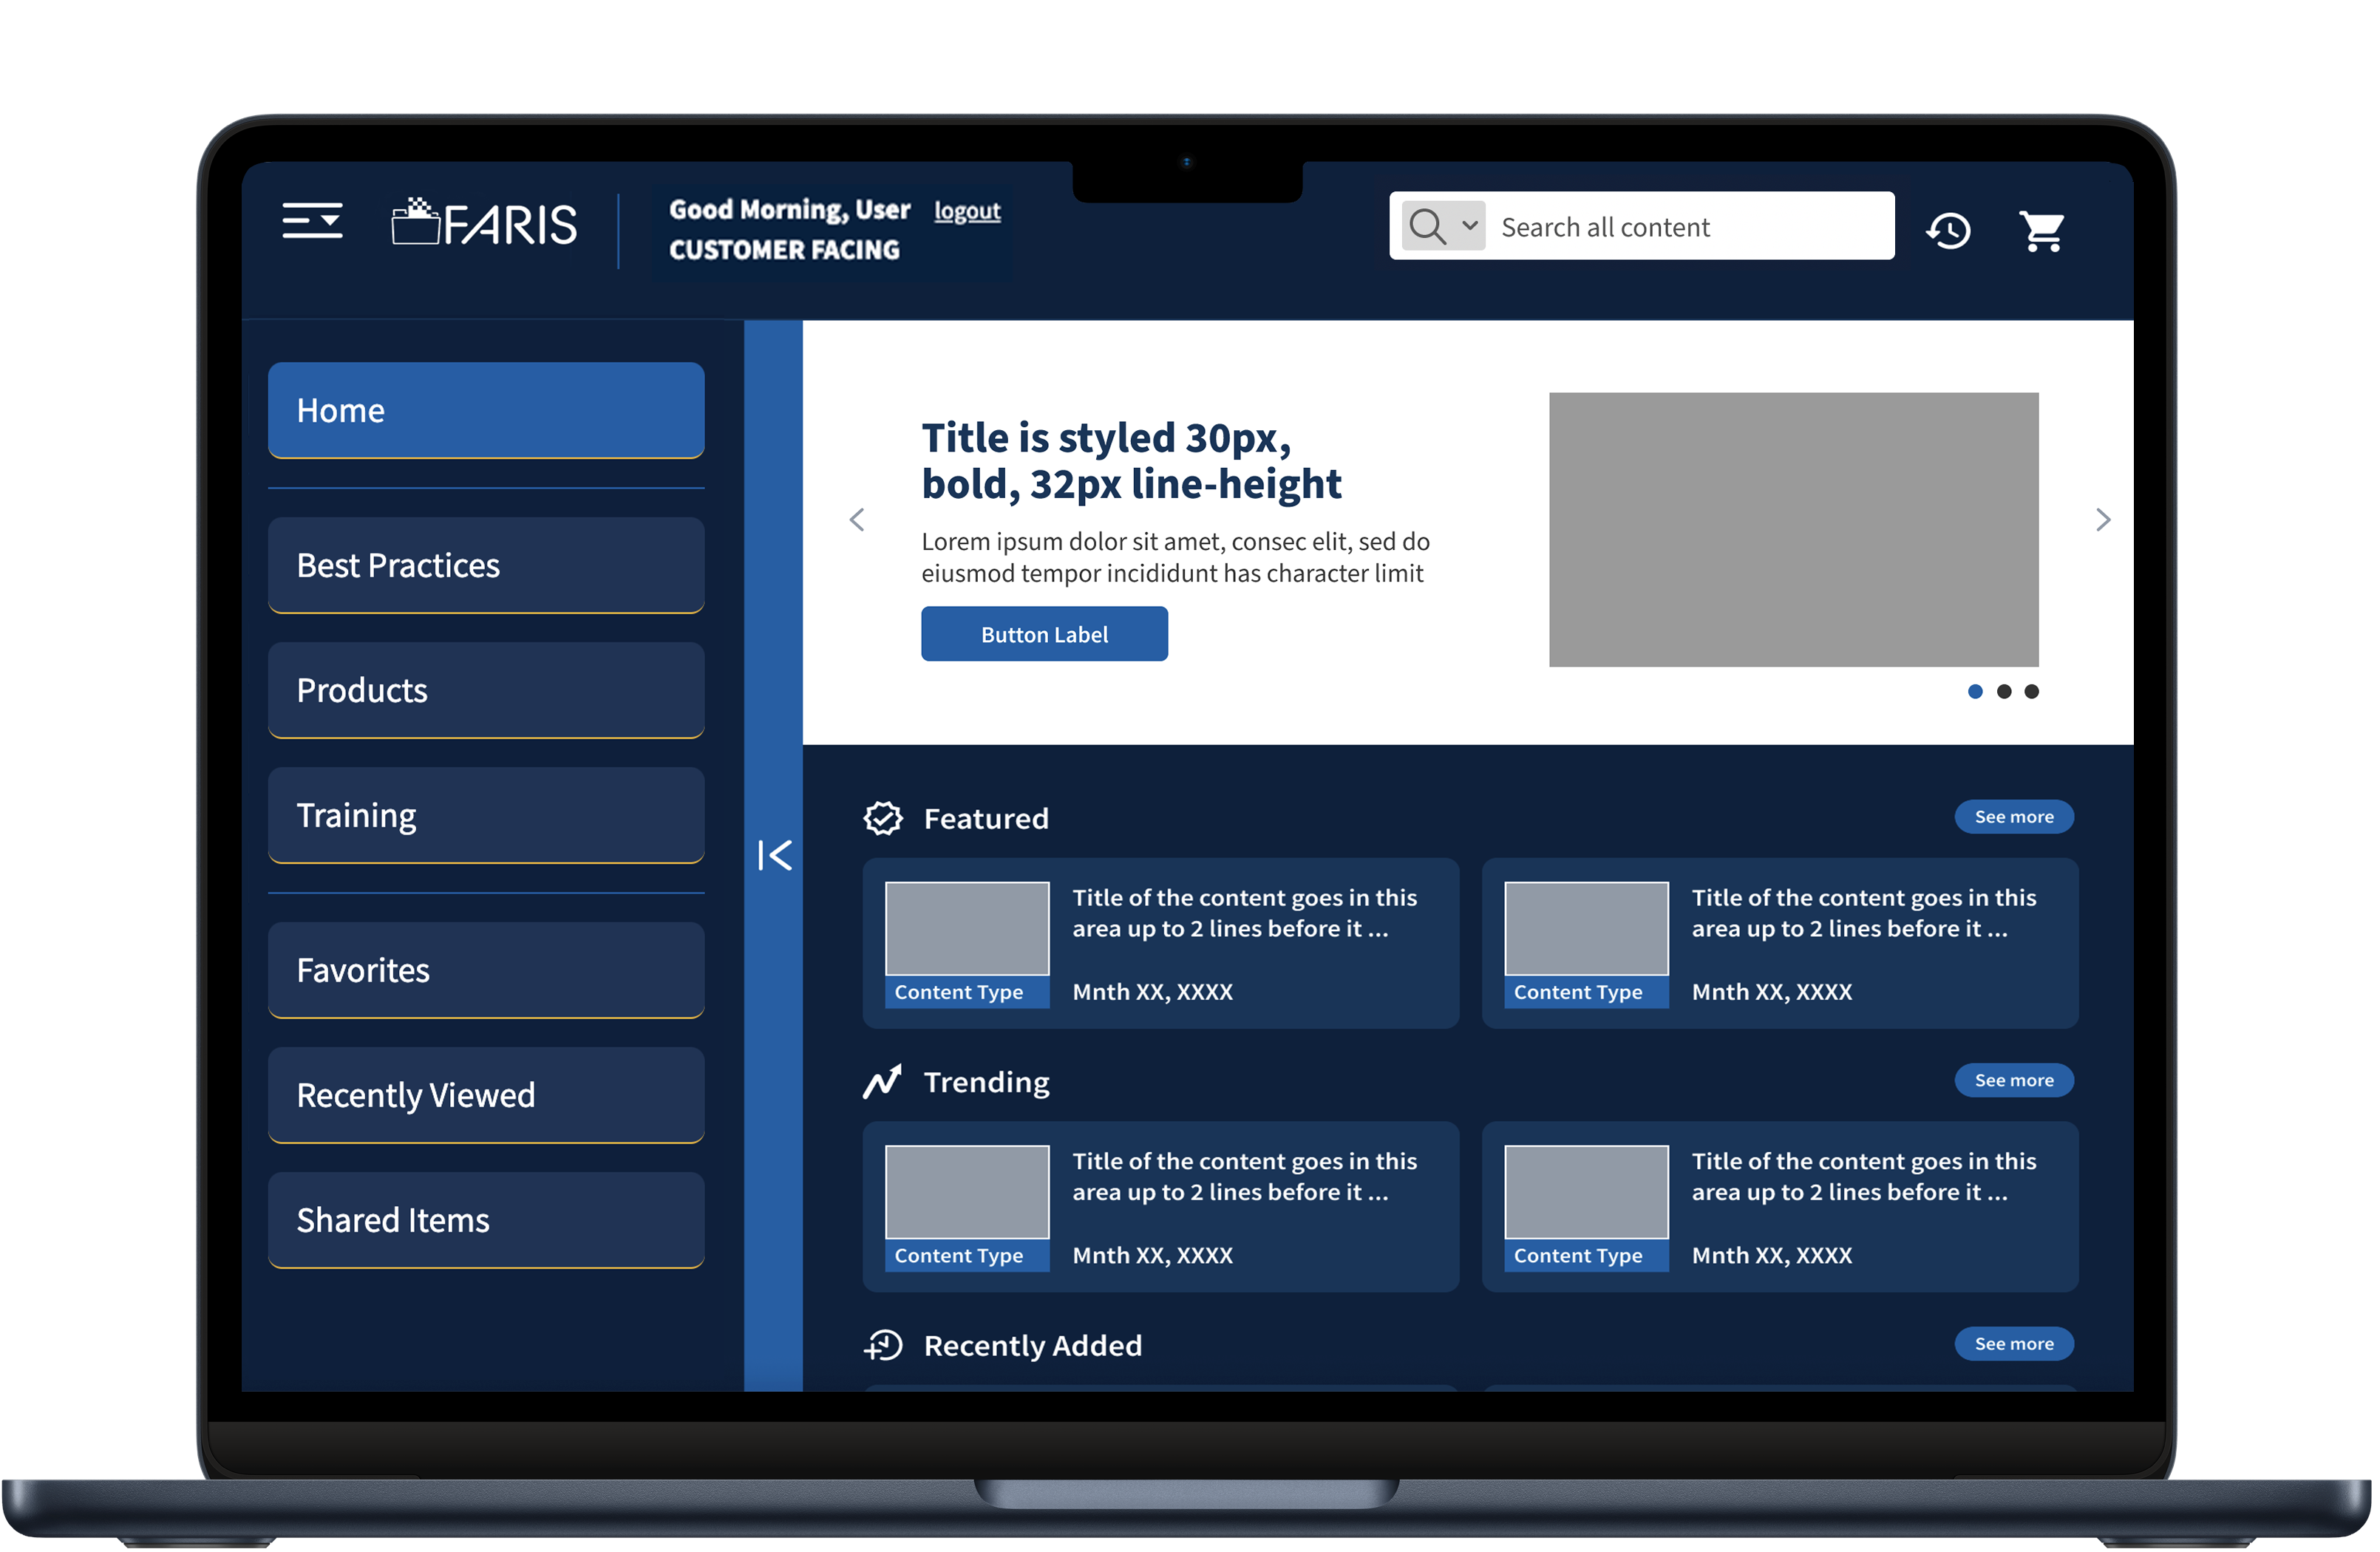 FARIS
Good Morning, User logout
CUSTOMER FACING
Search all content
Home
Best Practices
Products
Training
Favorites
Recently Viewed
Shared Items
Title is styled 30px,
bold, 32px line-height
Lorem ipsum dolor sit amet, consec elit, sed do
eiusmod tempor incididunt has character limit
Button Label
Featured
See more
Title of the content goes in this
area up to 2 lines before it ...
Content Type
Mnth XX, XXXX
Title of the content goes in this
area up to 2 lines before it ...
Content Type
Mnth XX, XXXX
Trending
See more
Title of the content goes in this
area up to 2 lines before it ...
Content Type
Mnth XX, XXXX
Title of the content goes in this
area up to 2 lines before it ...
Content Type
Mnth XX, XXXX
Recently Added
See more